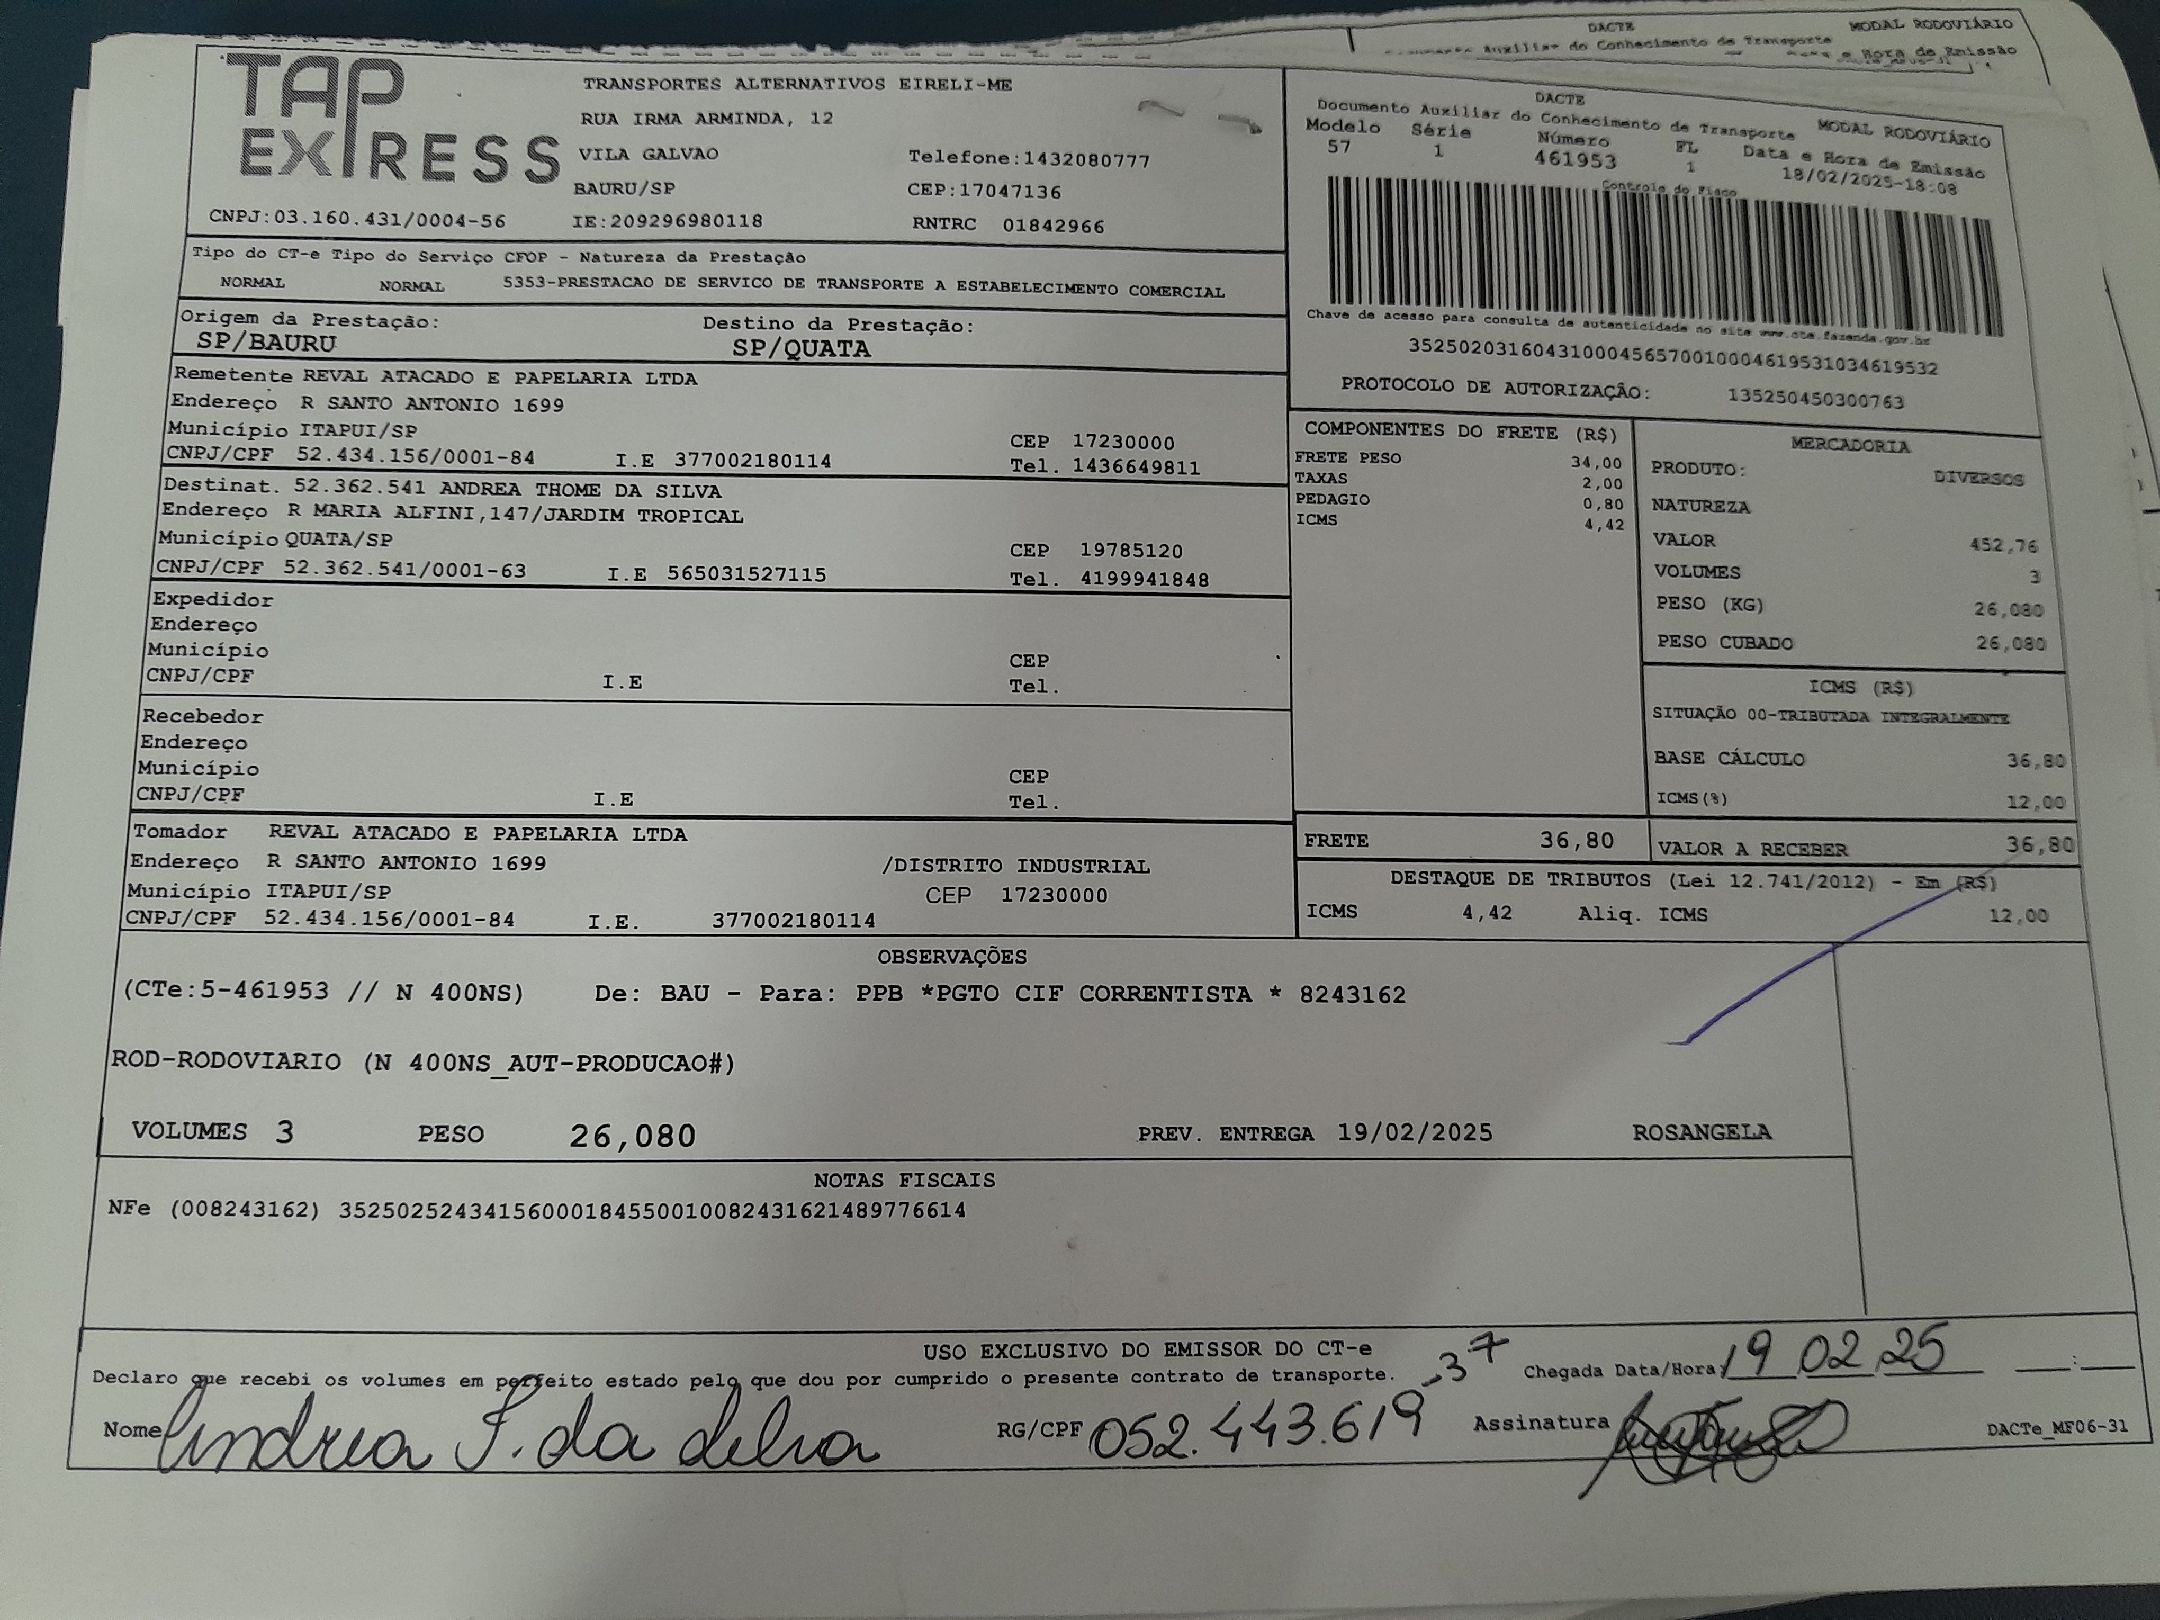 DACTE MODAL RODOVIÁRIO
Auxiliar do Conhecimento de Transporte
e Hora de Emissão
TAP EXPRESS
TRANSPORTES ALTERNATIVOS EIRELI-ME
RUA IRMA ARMINDA, 12
VILA GALVAO Telefone:1432080777
BAURU/SP CEP:17047136
CNPJ:03.160.431/0004-56 IE:209296980118 RNTRC 01842966
DACTE
Documento Auxiliar do Conhecimento de Transporte MODAL RODOVIÁRIO
Modelo Série Número FL Data e Hora de Emissão
57 1 461953 1 18/02/2025-18:08
Controle do Fisco
Chave de acesso para consulta de autenticidade no site www.cte.fazenda.gov.br
35250203160431000456570010004619531034619532
PROTOCOLO DE AUTORIZAÇÃO: 135250450300763
Tipo do CT-e Tipo do Serviço CFOP - Natureza da Prestação
NORMAL NORMAL 5353-PRESTACAO DE SERVICO DE TRANSPORTE A ESTABELECIMENTO COMERCIAL
Origem da Prestação: Destino da Prestação:
SP/BAURU SP/QUATA
Remetente REVAL ATACADO E PAPELARIA LTDA
Endereço R SANTO ANTONIO 1699
Município ITAPUI/SP CEP 17230000
CNPJ/CPF 52.434.156/0001-84 I.E 377002180114 Tel. 1436649811
Destinat. 52.362.541 ANDREA THOME DA SILVA
Endereço R MARIA ALFINI,147/JARDIM TROPICAL
Município QUATA/SP CEP 19785120
CNPJ/CPF 52.362.541/0001-63 I.E 565031527115 Tel. 4199941848
Expedidor
Endereço
Município CEP
CNPJ/CPF I.E Tel.
Recebedor
Endereço
Município CEP
CNPJ/CPF I.E Tel.
Tomador REVAL ATACADO E PAPELARIA LTDA
Endereço R SANTO ANTONIO 1699 /DISTRITO INDUSTRIAL
Município ITAPUI/SP CEP 17230000
CNPJ/CPF 52.434.156/0001-84 I.E. 377002180114
COMPONENTES DO FRETE (R$)
FRETE PESO 34,00
TAXAS 2,00
PEDAGIO 0,80
ICMS 4,42
MERCADORIA
PRODUTO: DIVERSOS
NATUREZA
VALOR 452,76
VOLUMES 3
PESO (KG) 26,080
PESO CUBADO 26,080
ICMS (R$)
SITUAÇÃO 00-TRIBUTADA INTEGRALMENTE
BASE CÁLCULO 36,80
ICMS(%) 12,00
FRETE 36,80 VALOR A RECEBER 36,80
DESTAQUE DE TRIBUTOS (Lei 12.741/2012) - Em (R$)
ICMS 4,42 Aliq. ICMS 12,00
OBSERVAÇÕES
(CTe:5-461953 // N 400NS) De: BAU - Para: PPB *PGTO CIF CORRENTISTA * 8243162
ROD-RODOVIARIO (N 400NS_AUT-PRODUCAO#)
VOLUMES 3 PESO 26,080 PREV. ENTREGA 19/02/2025 ROSANGELA
NOTAS FISCAIS
NFe (008243162) 35250252434156000184550010082431621489776614
USO EXCLUSIVO DO EMISSOR DO CT-e
Declaro que recebi os volumes em perfeito estado pelo que dou por cumprido o presente contrato de transporte. Chegada Data/Hora 19 02 25 :
Nome Andrea T. da Silva RG/CPF 052.443.619-37 Assinatura DACTe_MF06-31